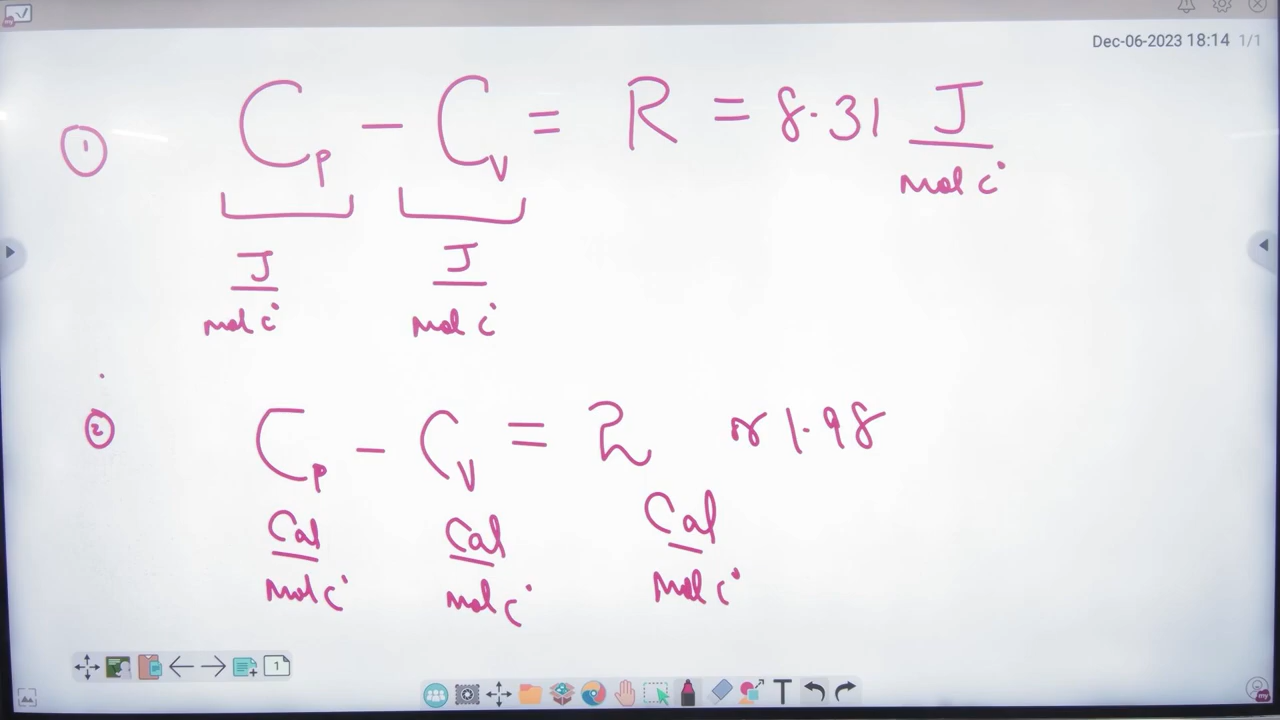 Dec-06-2023 18:14 1/1
① Cp - Cv = R = 8.31 J
mol c°
J J
mol c° mol c°
② Cp - Cv = 2 or 1.98
Cal Cal Cal
mol c° mol c° mol c°
1
T